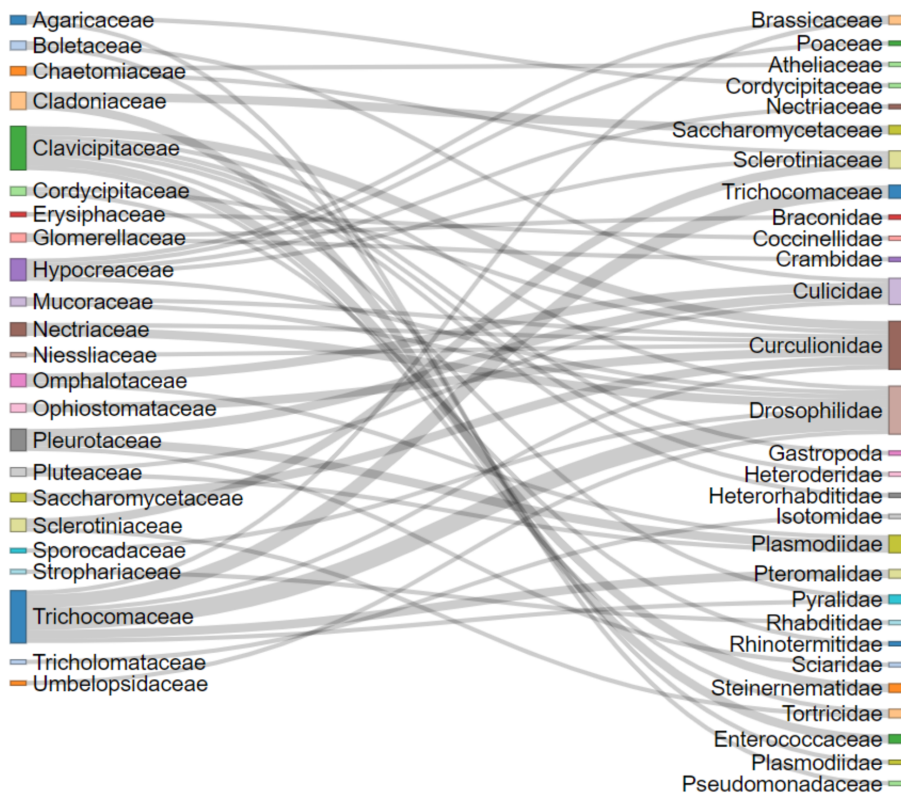 Agaricaceae
Boletaceae
Chaetomiaceae
Cladoniaceae
Clavicipitaceae
Cordycipitaceae
Erysiphaceae
Glomerellaceae
Hypocreaceae
Mucoraceae
Nectriaceae
Niessliaceae
Omphalotaceae
Ophiostomataceae
Pleurotaceae
Pluteaceae
Saccharomycetaceae
Sclerotiniaceae
Sporocadaceae
Strophariaceae
Trichocomaceae
Tricholomataceae
Umbelopsidaceae
Brassicaceae
Poaceae
Atheliaceae
Cordycipitaceae
Nectriaceae
Saccharomycetaceae
Sclerotiniaceae
Trichocomaceae
Braconidae
Coccinellidae
Crambidae
Culicidae
Curculionidae
Drosophilidae
Gastropoda
Heteroderidae
Heterorhabditidae
Isotomidae
Plasmodiidae
Pteromalidae
Pyralidae
Rhabditidae
Rhinotermitidae
Sciaridae
Steinernematidae
Tortricidae
Enterococcaceae
Plasmodiidae
Pseudomonadaceae